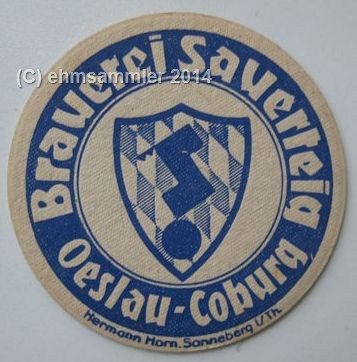 Brauerei Sauerteig
(C) ehmsammler 2014
S
Oeslau-Coburg
Hermann Horn. Sonneberg i/Th.